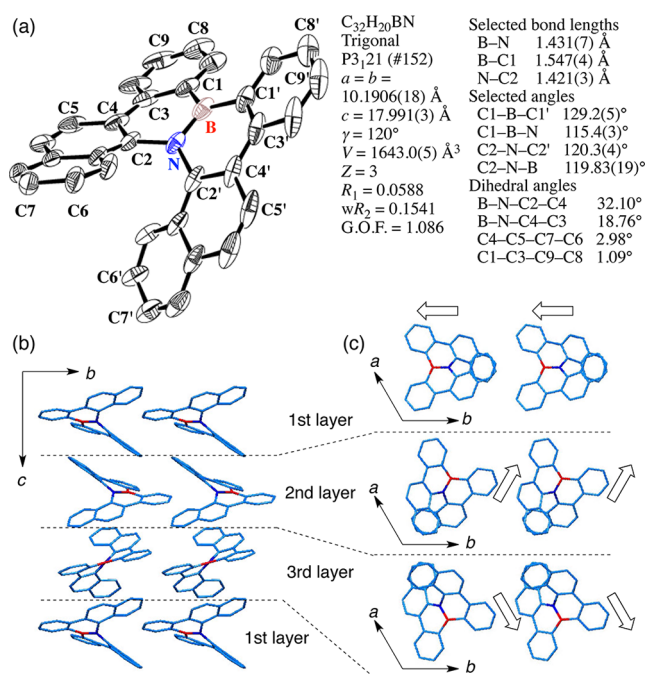 (a)
C9
C8
C8'
C5
C4
C3
C1
C1'
C9'
B
C3'
C2
N
C4'
C2'
C7
C6
C5'
C6'
C7'
C₃₂H₂₀BN
Trigonal
P3₁21 (#152)
a = b =
10.1906(18) Å
c = 17.991(3) Å
γ = 120°
V = 1643.0(5) Å³
Z = 3
R₁ = 0.0588
wR₂ = 0.1541
G.O.F. = 1.086
Selected bond lengths
B–N 1.431(7) Å
B–C1 1.547(4) Å
N–C2 1.421(3) Å
Selected angles
C1–B–C1' 129.2(5)°
C1–B–N 115.4(3)°
C2–N–C2' 120.3(4)°
C2–N–B 119.83(19)°
Dihedral angles
B–N–C2–C4 32.10°
B–N–C4–C3 18.76°
C4–C5–C7–C6 2.98°
C1–C3–C9–C8 1.09°
(b)
b
c
1st layer
2nd layer
3rd layer
1st layer
(c)
a
b
a
b
a
b